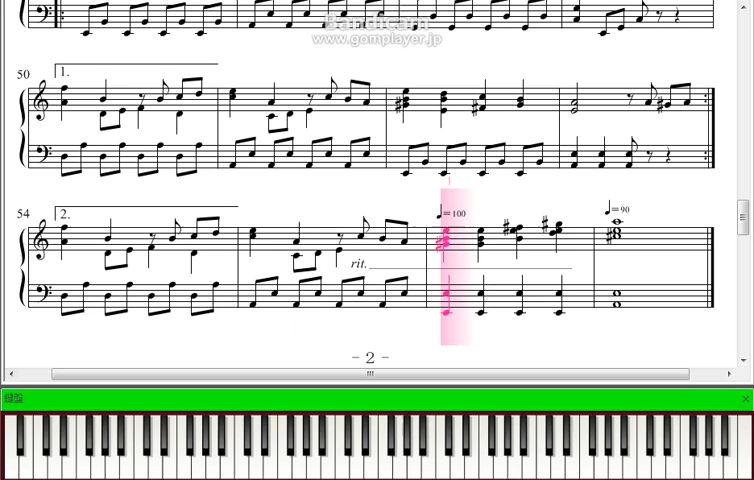 Bandicam
www.gomplayer.jp
50
1.
54
2.
♩= 100
♩= 90
rit.
- 2 -
鍵盤